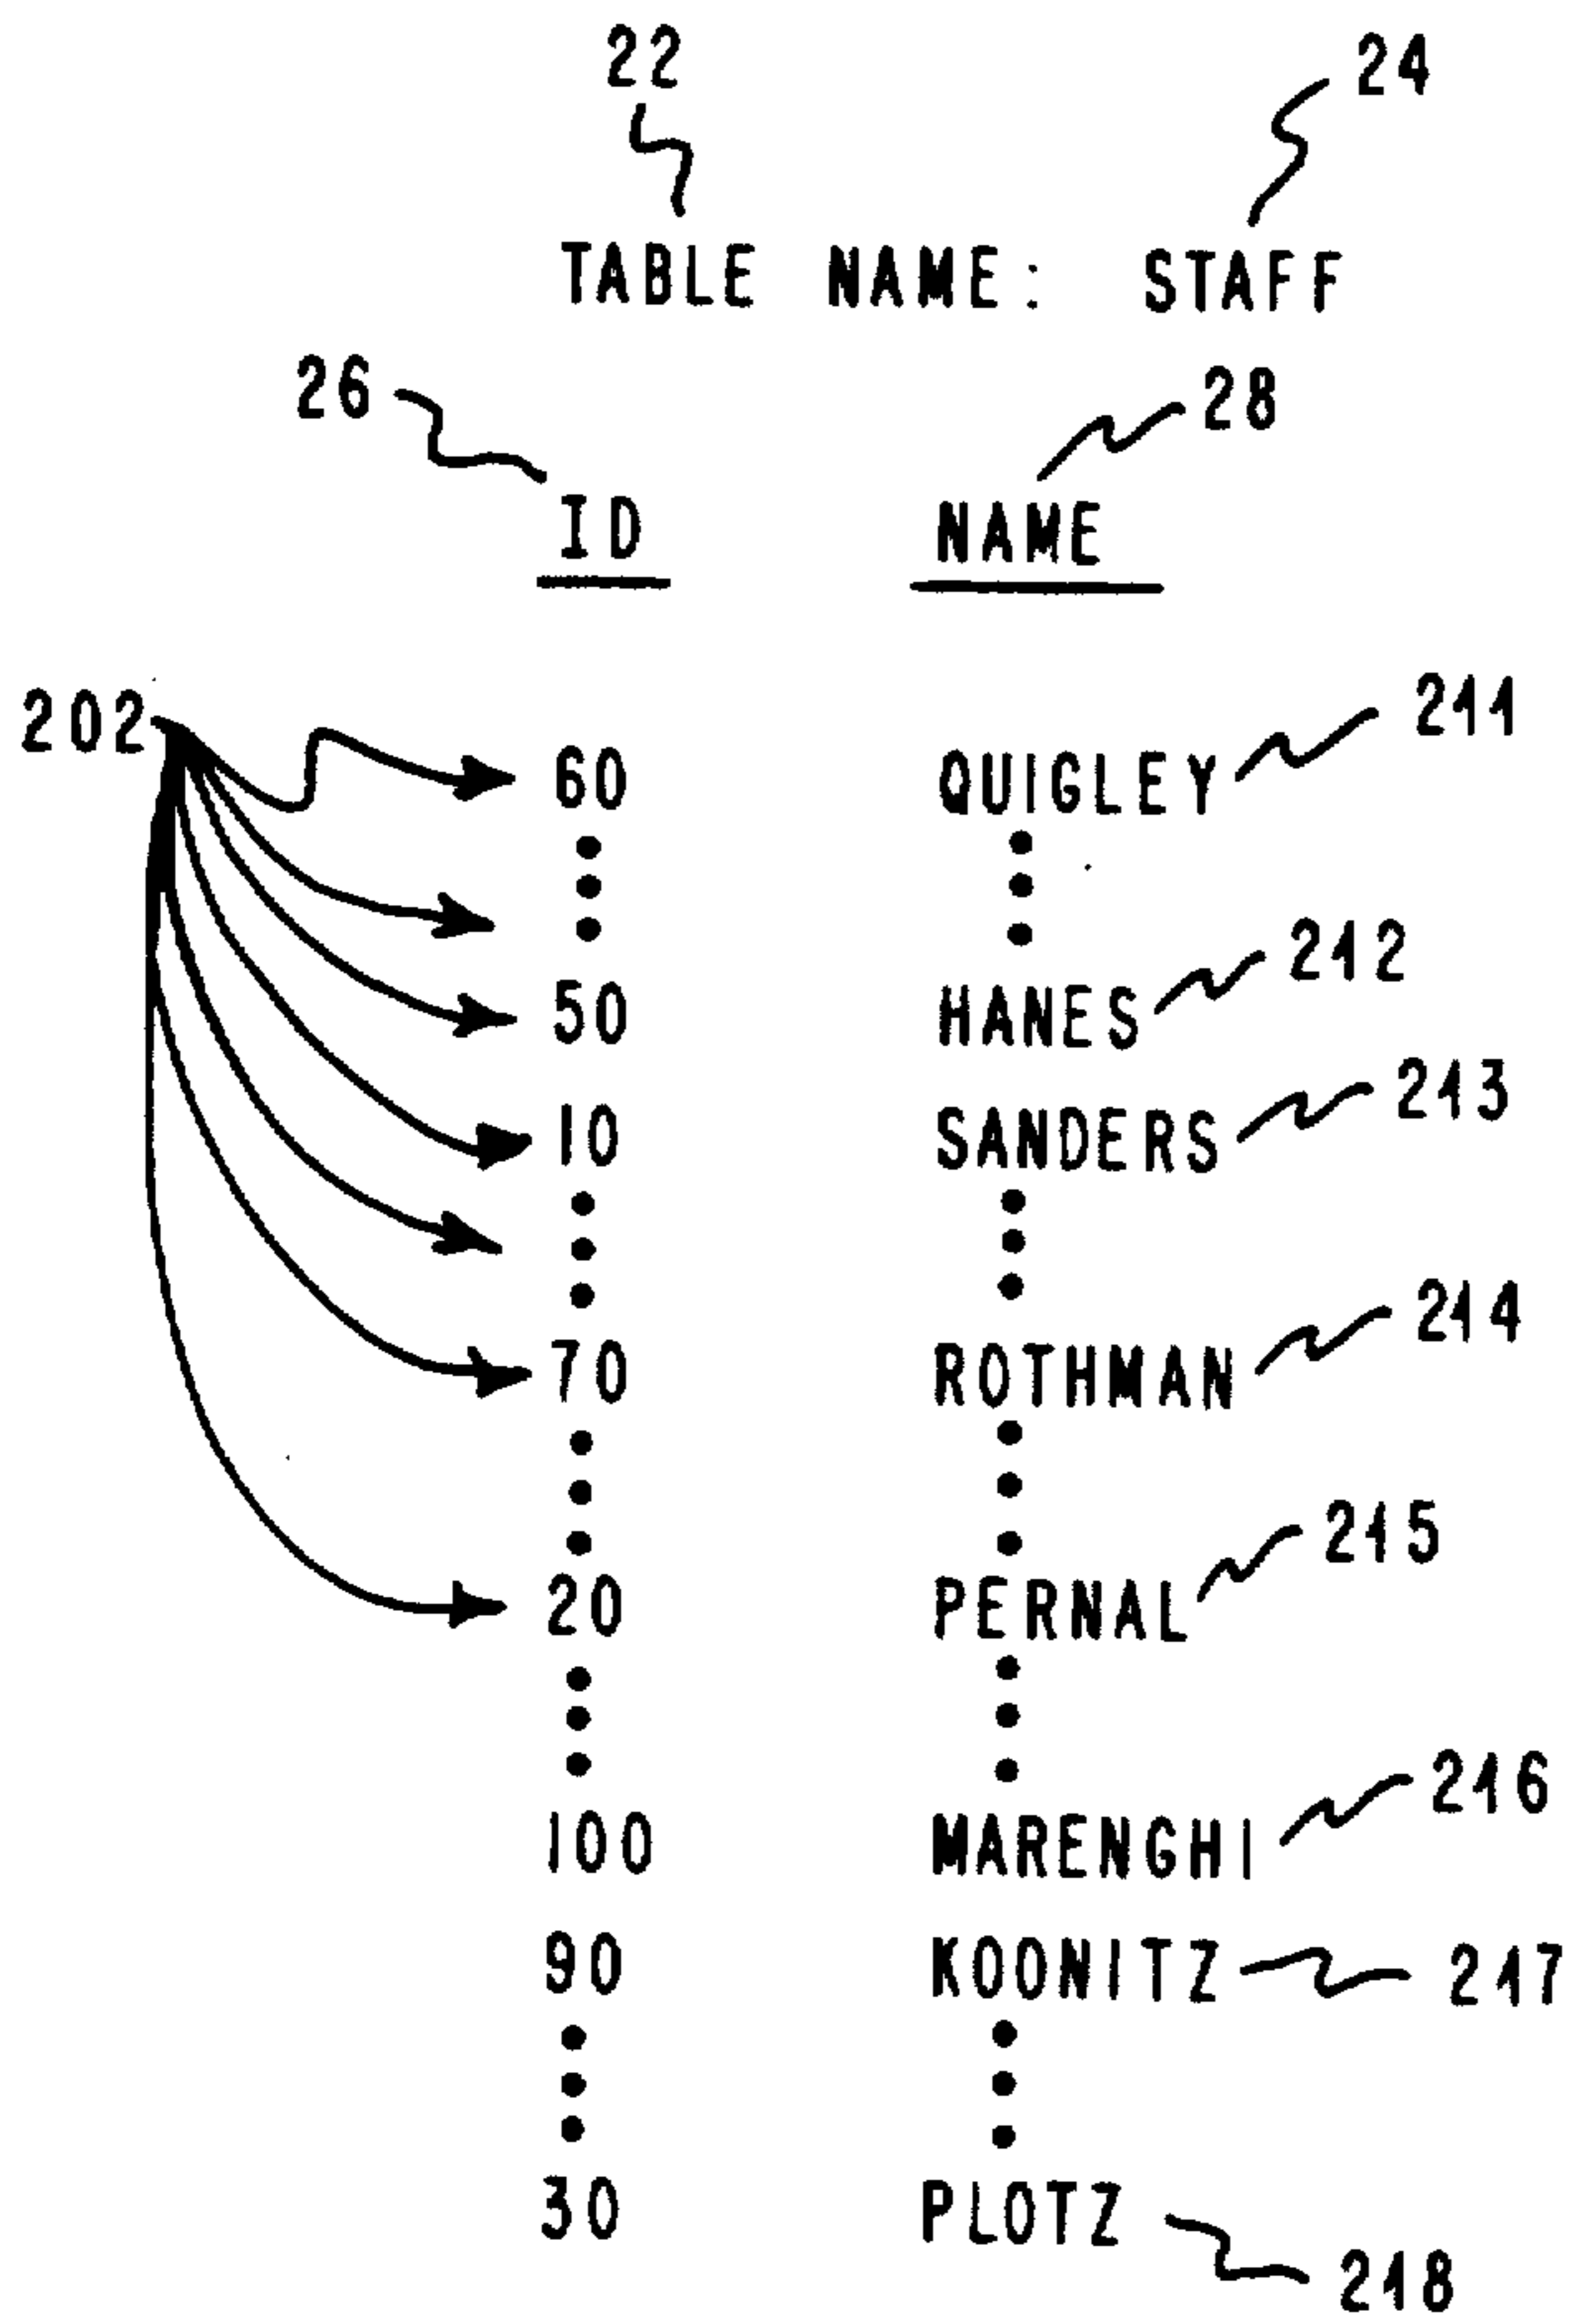 22 24
TABLE NAME: STAFF
26 28
ID NAME
202 211
60 QUIGLEY
212
50 HANES
213
10 SANDERS
214
70 ROTHMAN
215
20 PERNAL
216
100 MARENGHI
90 KOONITZ 217
30 PLOTZ
218